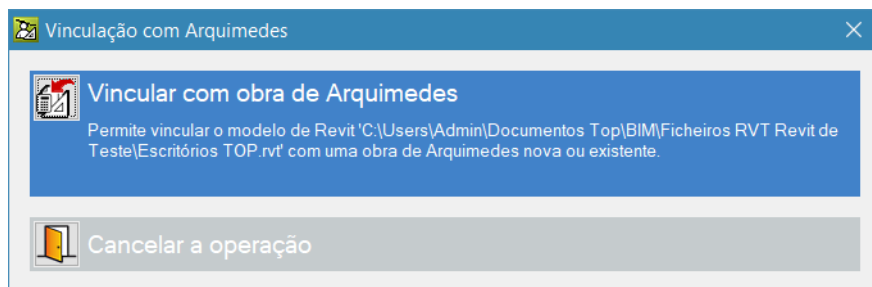 Vinculação com Arquimedes
Vincular com obra de Arquimedes
Permite vincular o modelo de Revit 'C:\Users\Admin\Documentos Top\BIM\Ficheiros RVT Revit de
Teste\Escritórios TOP.rvt' com uma obra de Arquimedes nova ou existente.
Cancelar a operação